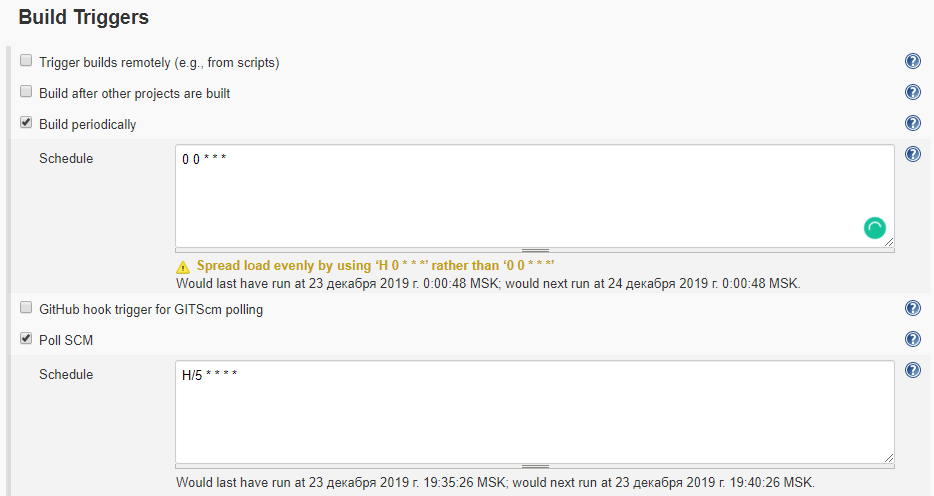 Build Triggers
Trigger builds remotely (e.g., from scripts)
Build after other projects are built
Build periodically
Schedule
0 0 * * *
Spread load evenly by using ‘H 0 * * *’ rather than ‘0 0 * * *’
Would last have run at 23 декабря 2019 г. 0:00:48 MSK; would next run at 24 декабря 2019 г. 0:00:48 MSK.
GitHub hook trigger for GITScm polling
Poll SCM
Schedule
H/5 * * * *
Would last have run at 23 декабря 2019 г. 19:35:26 MSK; would next run at 23 декабря 2019 г. 19:40:26 MSK.